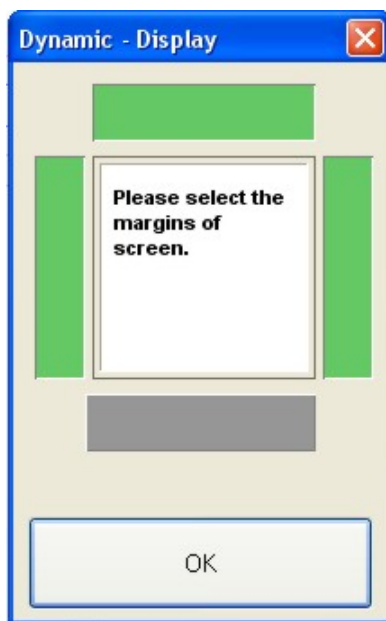 Dynamic - Display
Please select the
margins of
screen.
OK